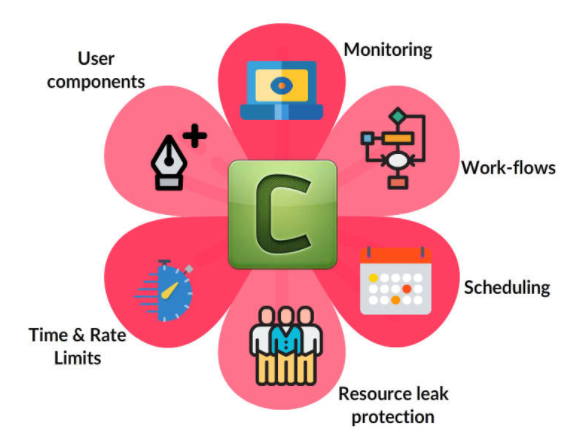 Monitoring
User
components
Work-flows
C
Scheduling
Time & Rate
Limits
Resource leak
protection